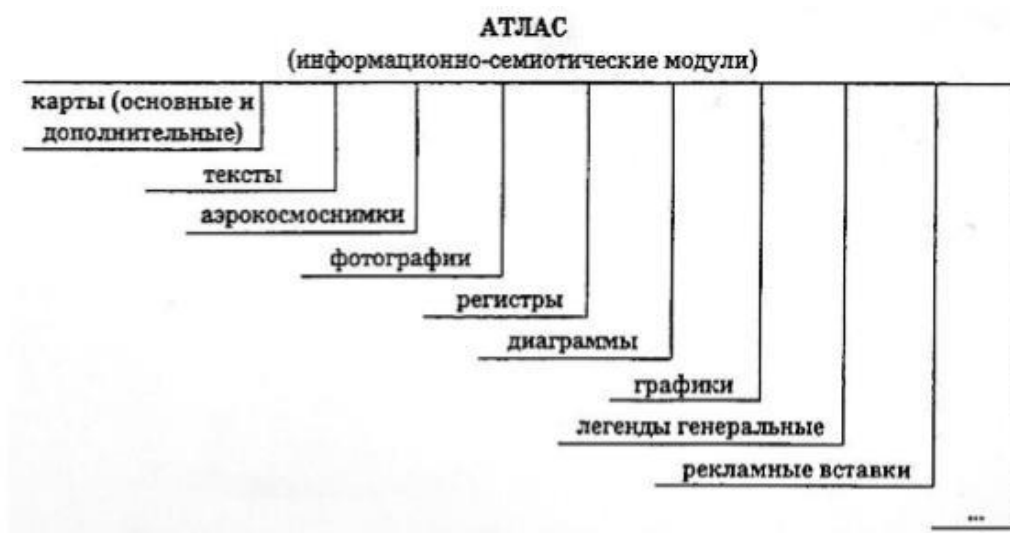 АТЛАС
(информационно-семиотические модули)
карты (основные и
дополнительные)
тексты
аэрокосмоснимки
фотографии
регистры
диаграммы
графики
легенды генеральные
рекламные вставки
...